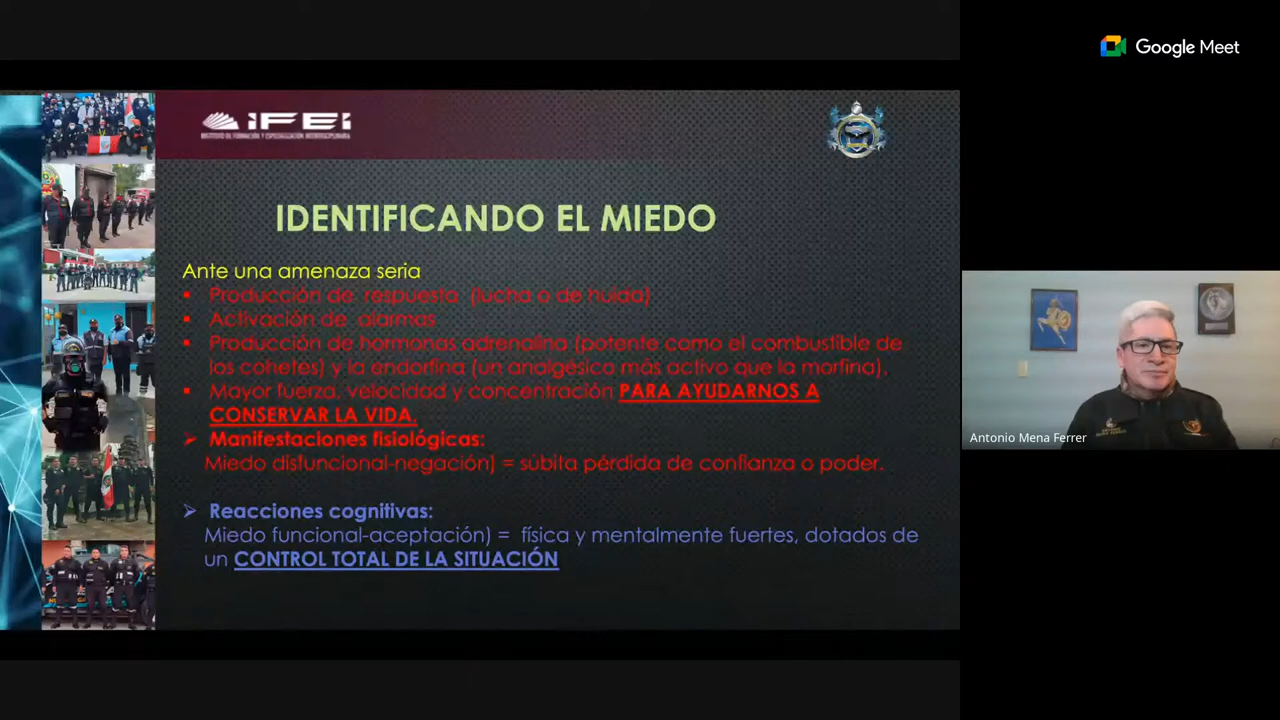 Google Meet
iFEi
INSTITUTO DE FORMACIÓN Y ESPECIALIZACIÓN INTERDISCIPLINARIA
IDENTIFICANDO EL MIEDO
Ante una amenaza seria
▪ Producción de respuesta (lucha o de huida)
▪ Activación de alarmas
▪ Producción de hormonas adrenalina (potente como el combustible de
los cohetes) y la endorfina (un analgésico más activo que la morfina).
▪ Mayor fuerza, velocidad y concentración PARA AYUDARNOS A
CONSERVAR LA VIDA.
➢ Manifestaciones fisiológicas:
Miedo disfuncional-negación) = súbita pérdida de confianza o poder.
➢ Reacciones cognitivas:
Miedo funcional-aceptación) = física y mentalmente fuertes, dotados de
un CONTROL TOTAL DE LA SITUACIÓN
Antonio Mena Ferrer